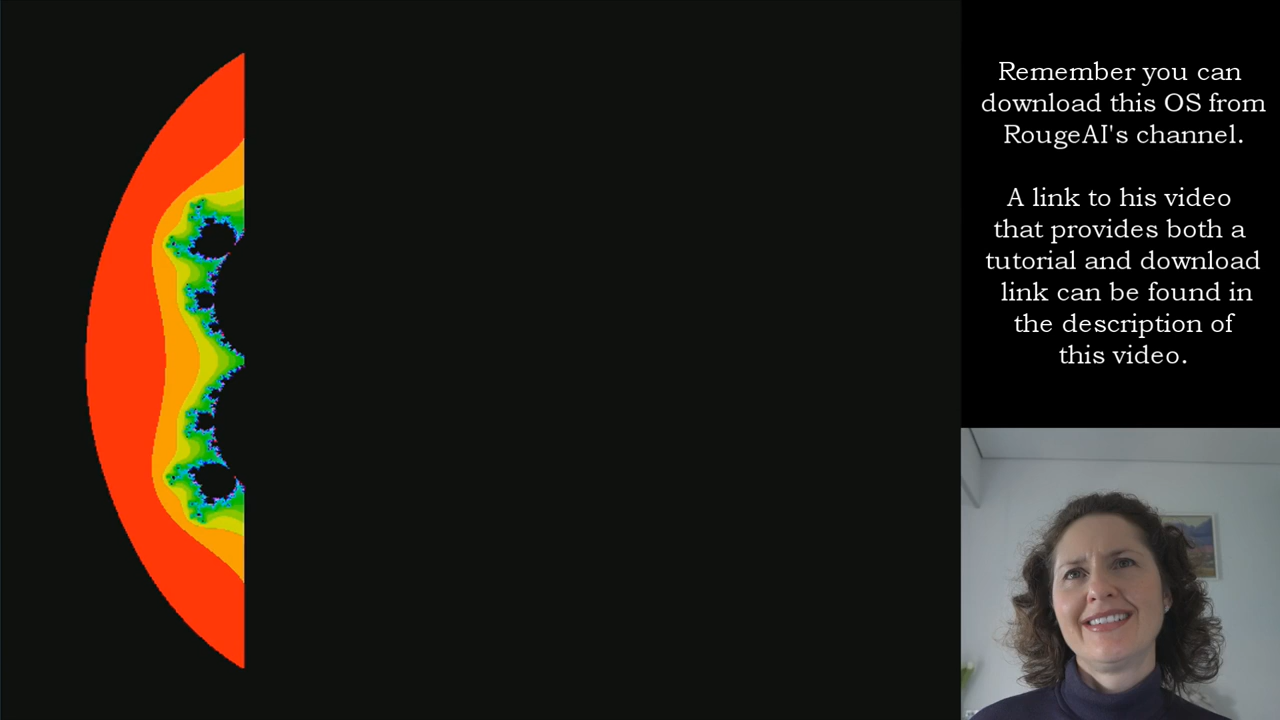 Remember you can
download this OS from
RougeAI's channel.
A link to his video
that provides both a
tutorial and download
link can be found in
the description of
this video.